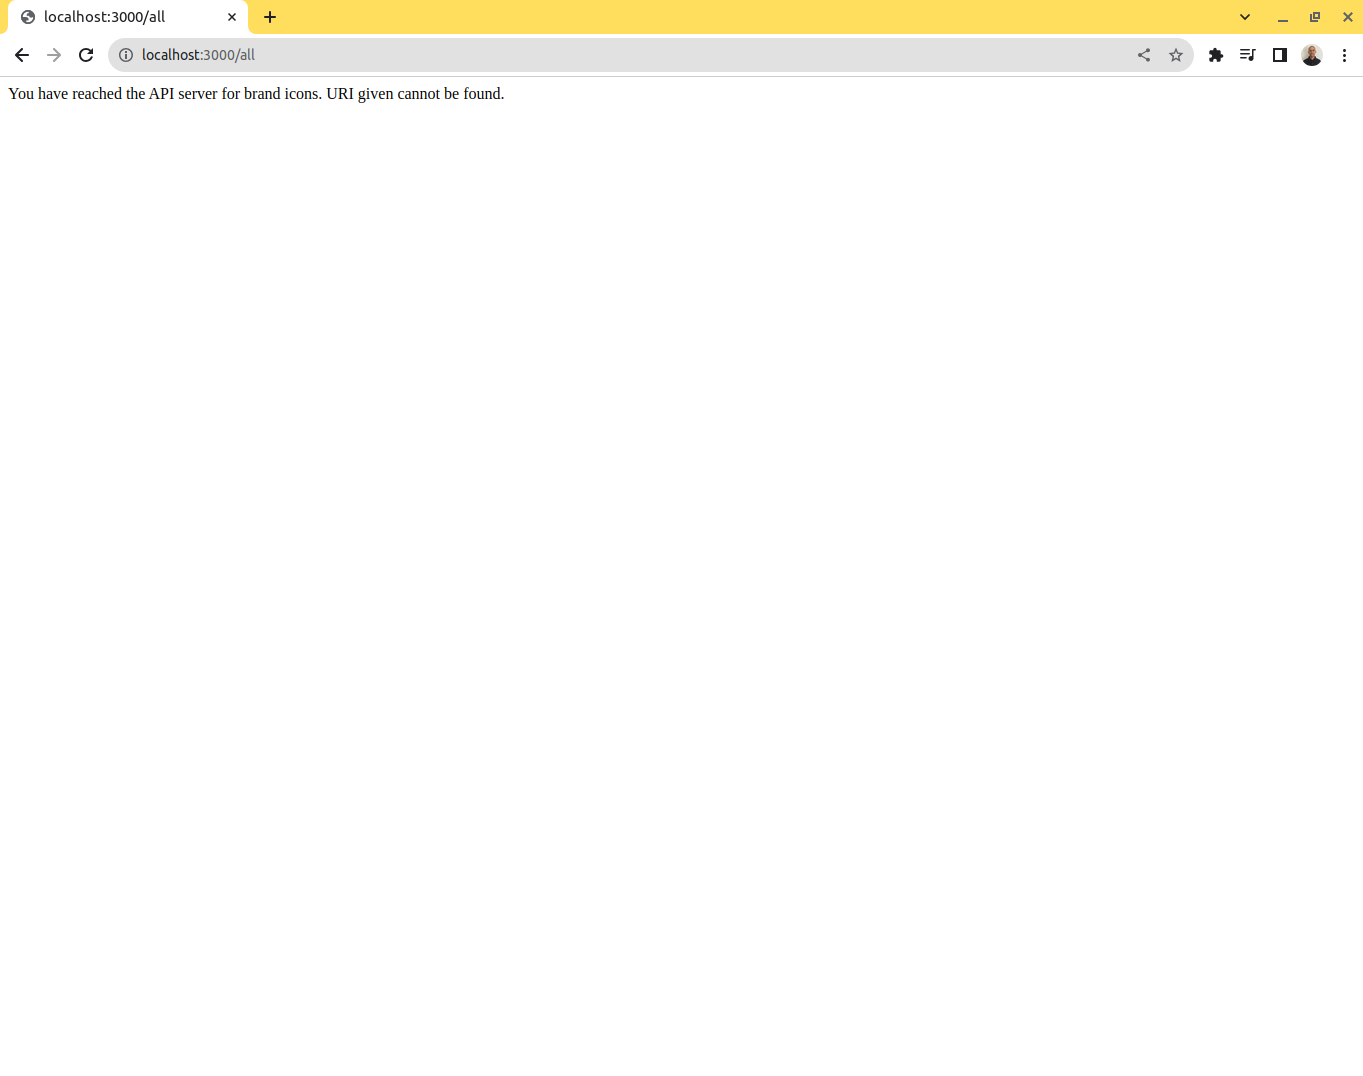 localhost:3000/all
localhost:3000/all
You have reached the API server for brand icons. URI given cannot be found.